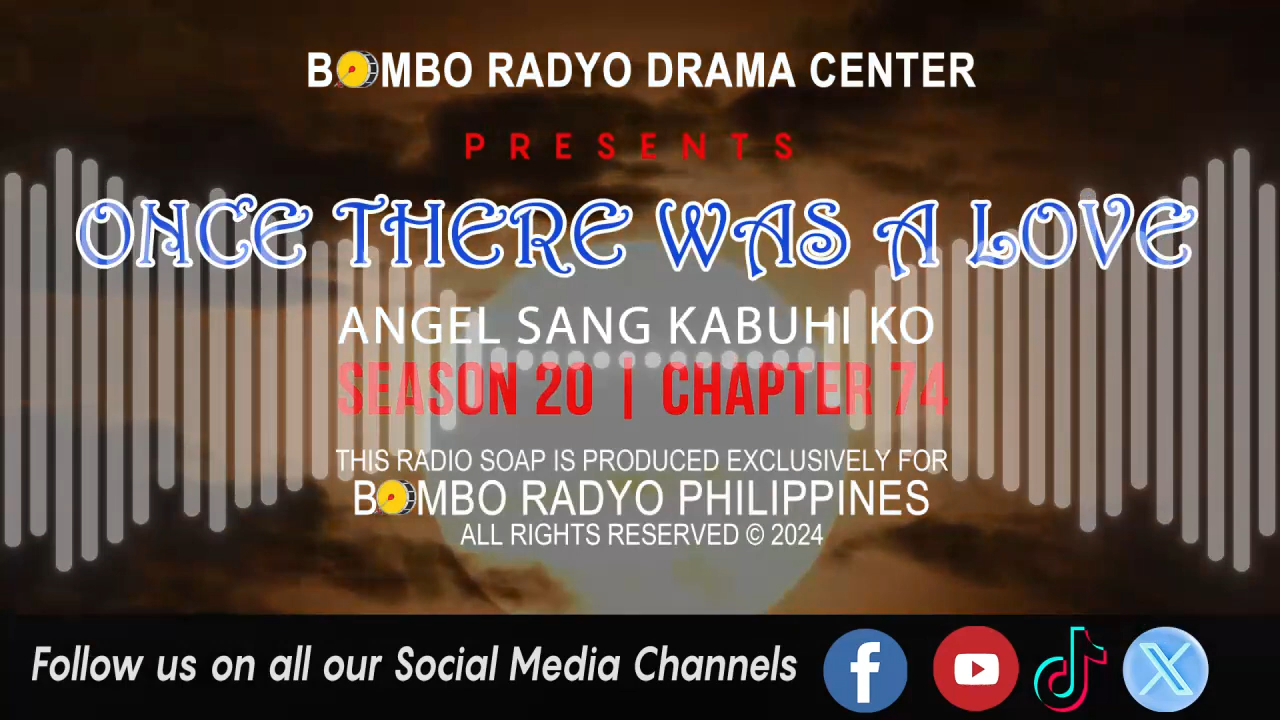 BOMBO RADYO DRAMA CENTER
PRESENTS
ONCE THERE WAS A LOVE
ANGEL SANG KABUHI KO
SEASON 20 | CHAPTER 74
THIS RADIO SOAP IS PRODUCED EXCLUSIVELY FOR
BOMBO RADYO PHILIPPINES
ALL RIGHTS RESERVED © 2024
Follow us on all our Social Media Channels